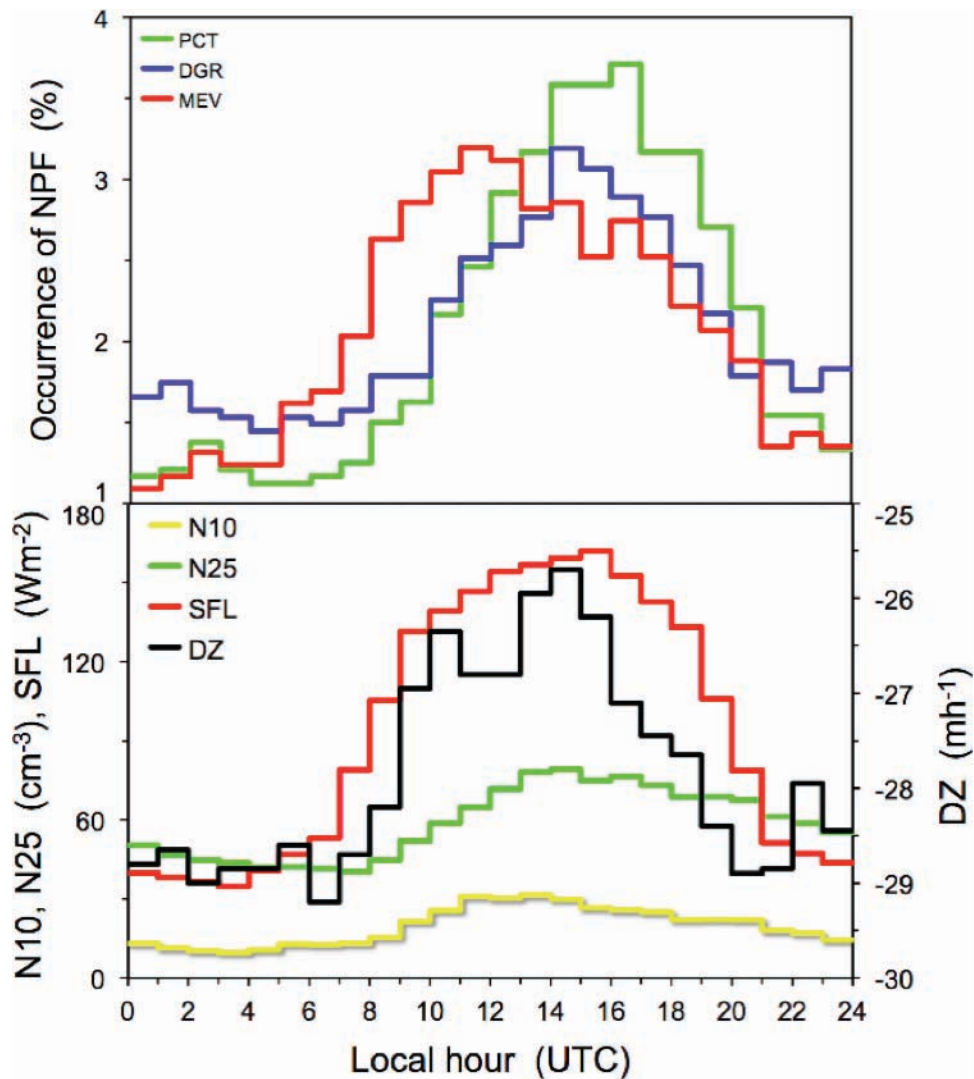 Occurrence of NPF (%)
4
3
2
1
PCT
DGR
MEV
N10, N25 (cm-3), SFL (Wm-2)
180
120
60
0
N10
N25
SFL
DZ
-25
-26
-27
-28
-29
-30
DZ (mh-1)
0 2 4 6 8 10 12 14 16 18 20 22 24
Local hour (UTC)